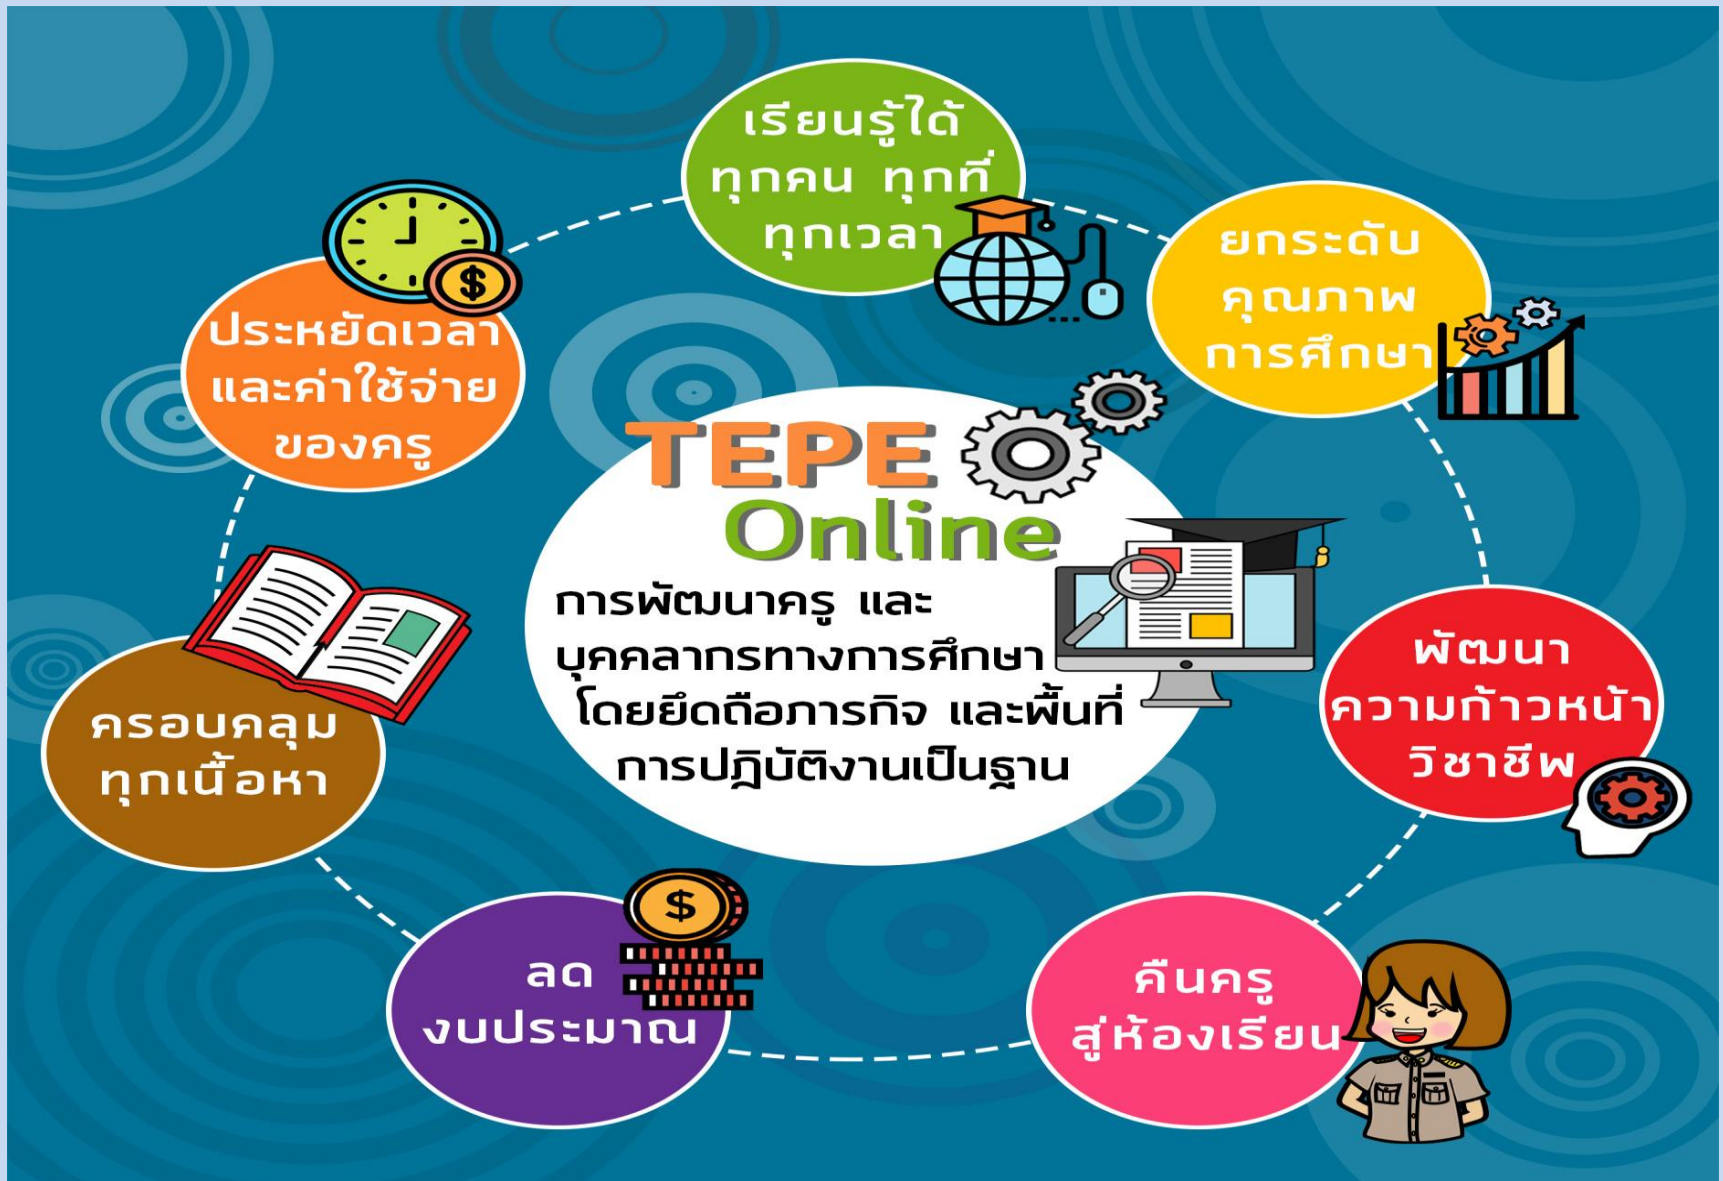 เรียนรู้ได้
ทุกคน ทุกที่
ทุกเวลา
ยกระดับ
คุณภาพ
การศึกษา
ประหยัดเวลา
และค่าใช้จ่าย
ของครู
TEPE
Online
การพัฒนาครู และ
บุคคลากรทางการศึกษา
โดยยึดถือภารกิจ และพื้นที่
การปฎิบัติงานเป็นฐาน
พัฒนา
ความก้าวหน้า
วิชาชีพ
ครอบคลุม
ทุกเนื้อหา
ลด
งบประมาณ
คืนครู
สู่ห้องเรียน